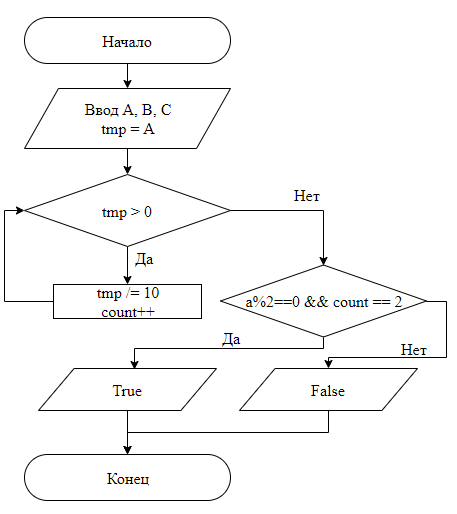 Начало
Ввод A, B, C
tmp = A
tmp > 0
Нет
Да
tmp /= 10
count++
a%2==0 && count == 2
Да
Нет
True
False
Конец